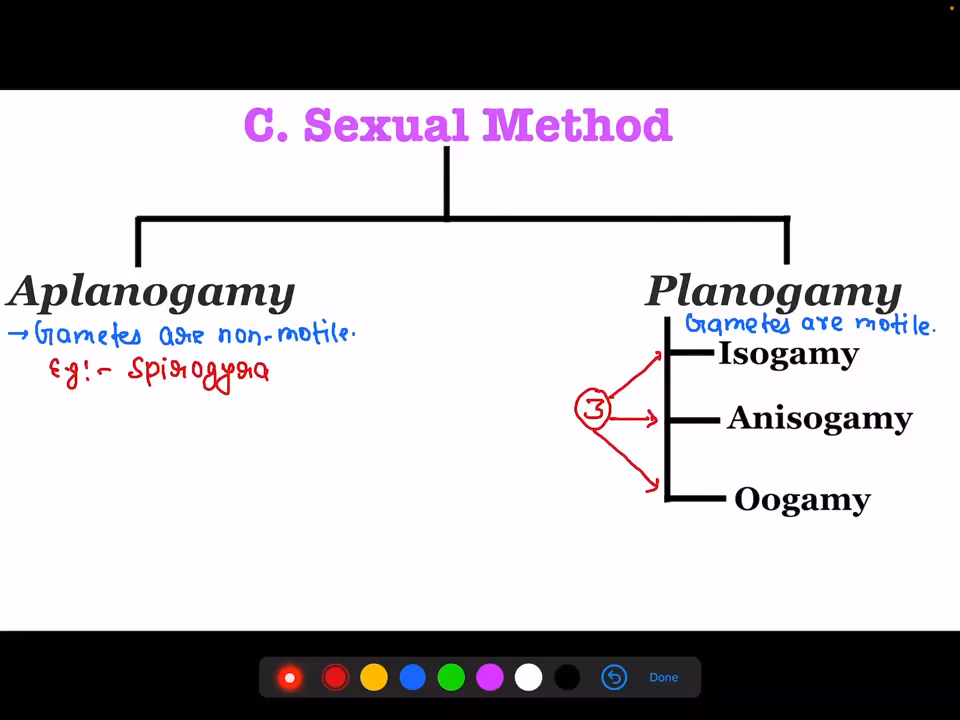 C. Sexual Method
Aplanogamy
→ Gametes are non-motile.
Eg:- Spirogyra
Planogamy
Gametes are motile.
Isogamy
3
Anisogamy
Oogamy
Done